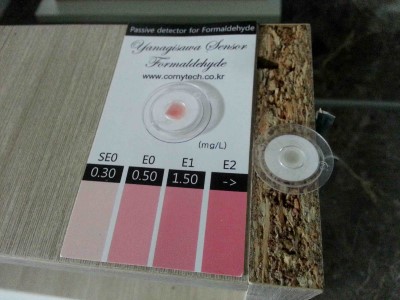 Passive detector for Formaldehyde
Yanagisawa Sensor
Formaldehyde
www.cornytech.co.kr
(mg/L)
SE0 E0 E1 E2
0.30 0.50 1.50 ->